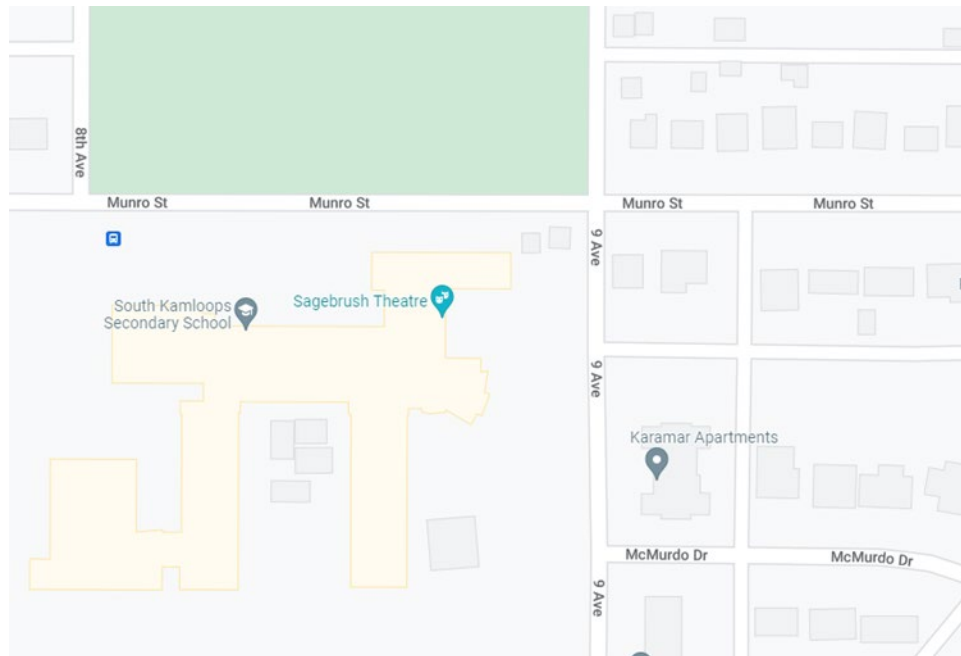 8th Ave
Munro St
Munro St
Munro St
Munro St
9 Ave
South Kamloops
Secondary School
Sagebrush Theatre
9 Ave
Karamar Apartments
McMurdo Dr
McMurdo Dr
9 Ave